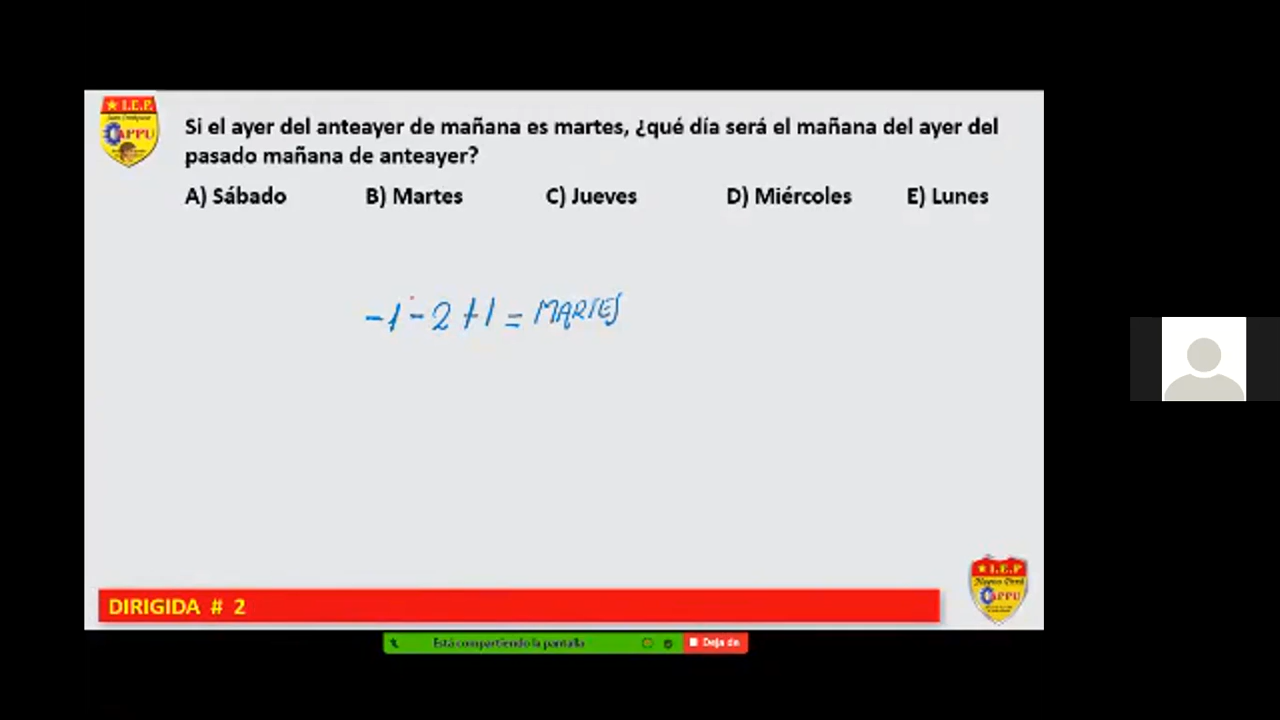 ★ I.E.P.
APPU
Si el ayer del anteayer de mañana es martes, ¿qué día será el mañana del ayer del
pasado mañana de anteayer?
A) Sábado B) Martes C) Jueves D) Miércoles E) Lunes
-1 -2 +1 = MARTES
★ I.E.P
APPU
DIRIGIDA # 2
Está compartiendo la pantalla Deja de